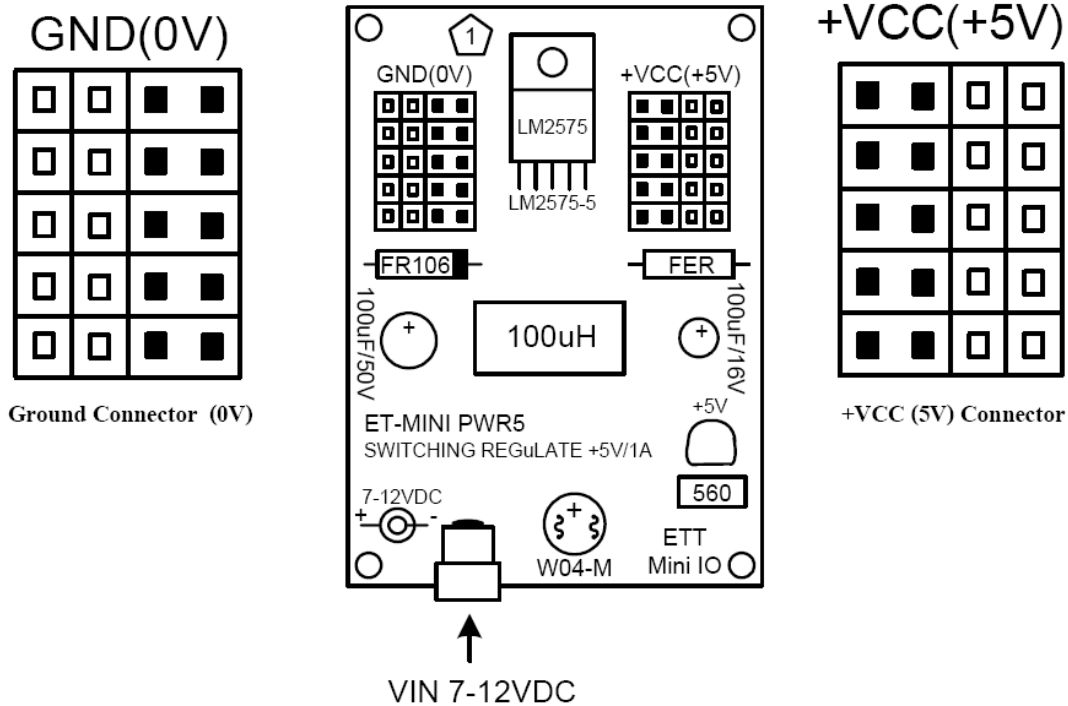 GND(0V)
Ground Connector (0V)
1
GND(0V)
+VCC(+5V)
LM2575
LM2575-5
FR106
FER
100uF/50V
+
100uH
+
100uF/16V
+5V
ET-MINI PWR5
SWITCHING REGuLATE +5V/1A
560
7-12VDC
+ -
+
W04-M
ETT
Mini IO
VIN 7-12VDC
+VCC(+5V)
+VCC (5V) Connector